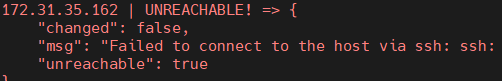 172.31.35.162 | UNREACHABLE! => {
"changed": false,
"msg": "Failed to connect to the host via ssh: ssh:
"unreachable": true